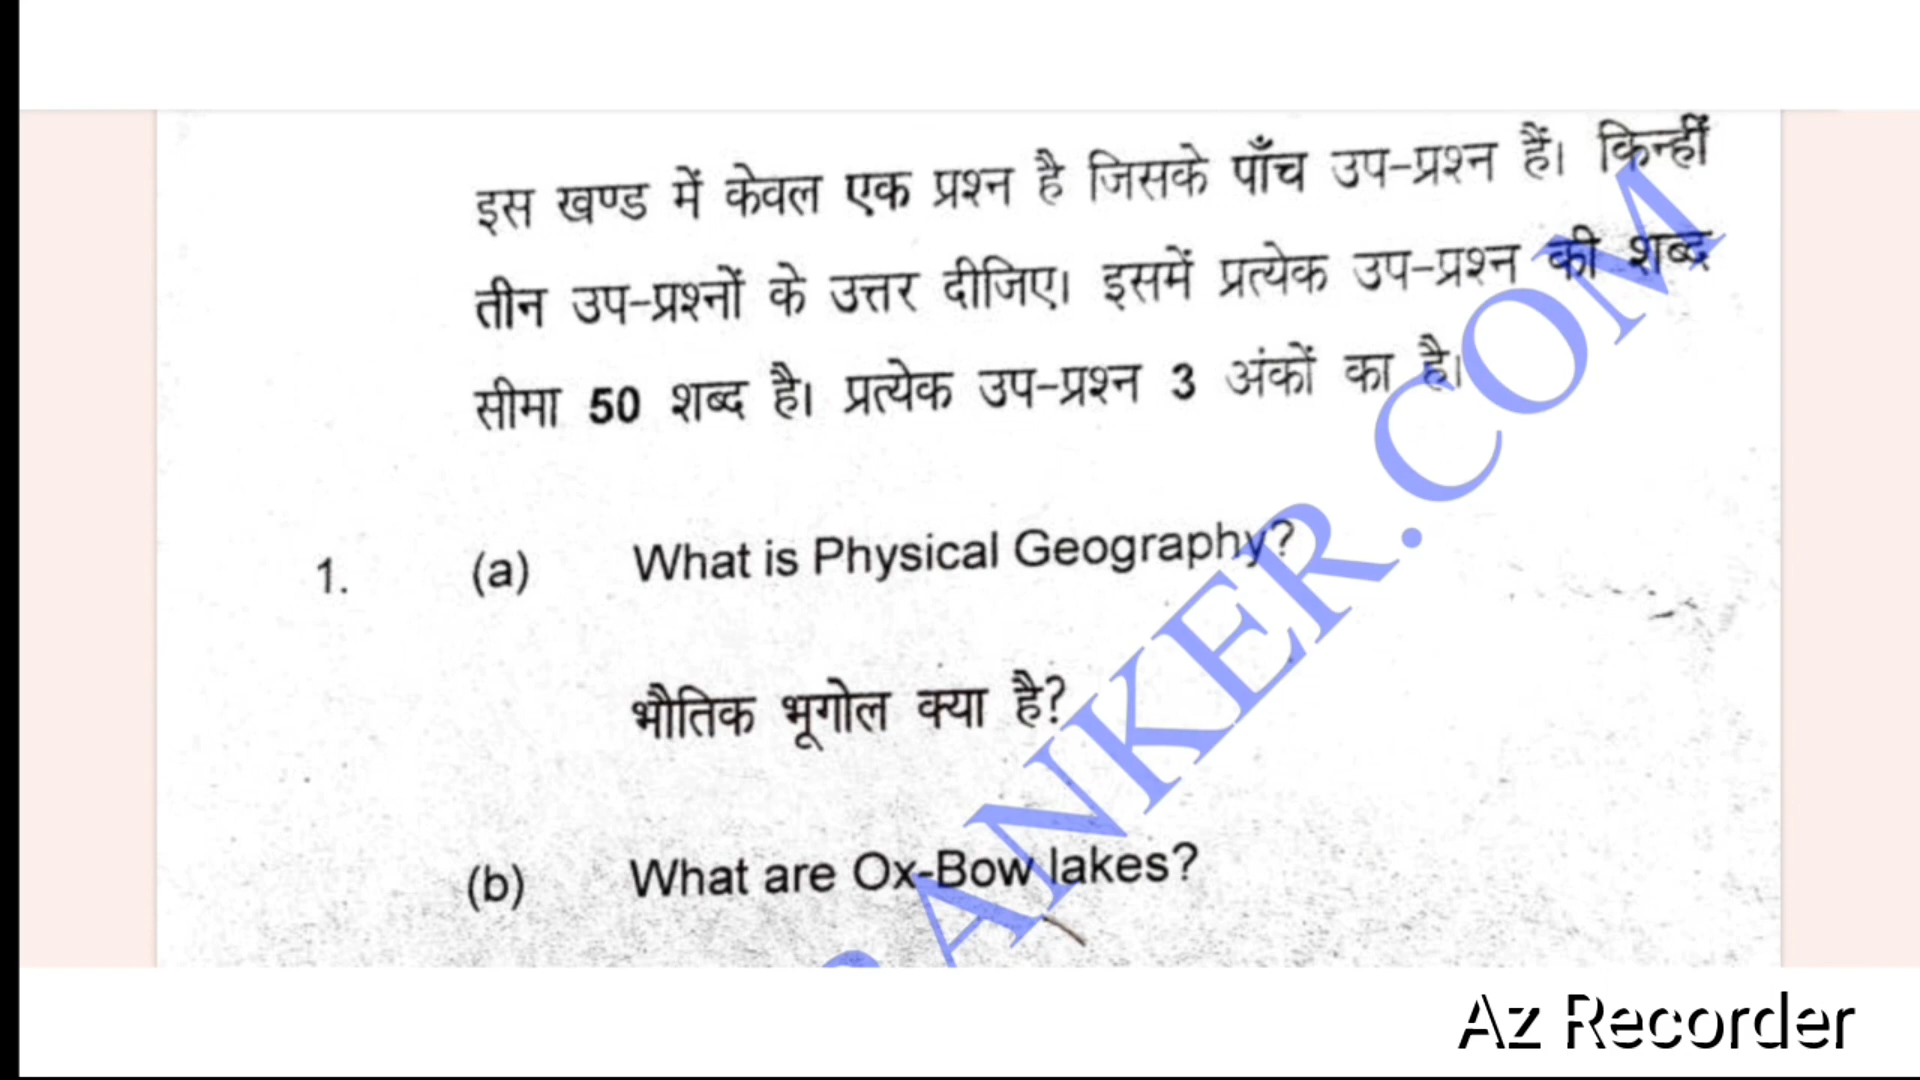 इस खण्ड में केवल एक प्रश्न है जिसके पाँच उप-प्रश्न हैं। किन्हीं
तीन उप-प्रश्नों के उत्तर दीजिए। इसमें प्रत्येक उप-प्रश्न की शब्द
सीमा 50 शब्द है। प्रत्येक उप-प्रश्न 3 अंकों का है।
1. (a) What is Physical Geography?
भौतिक भूगोल क्या है?
(b) What are Ox-Bow lakes?
RANKER.COM
Az Recorder